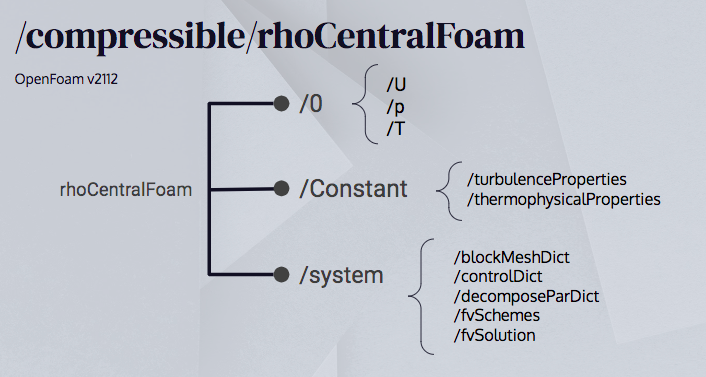 /compressible/rhoCentralFoam
OpenFoam v2112
/0
/U
/p
/T
rhoCentralFoam
/Constant
/turbulenceProperties
/thermophysicalProperties
/system
/blockMeshDict
/controlDict
/decomposeParDict
/fvSchemes
/fvSolution